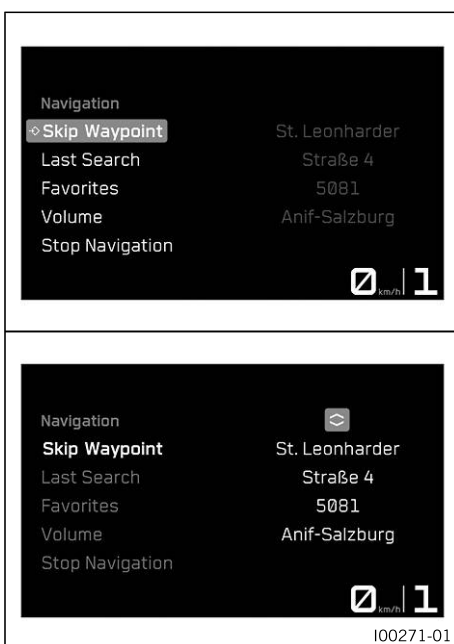 Navigation
Skip Waypoint St. Leonharder
Last Search Straße 4
Favorites 5081
Volume Anif-Salzburg
Stop Navigation
0 km/h 1
Navigation
Skip Waypoint St. Leonharder
Last Search Straße 4
Favorites 5081
Volume Anif-Salzburg
Stop Navigation
0 km/h 1
I00271-01